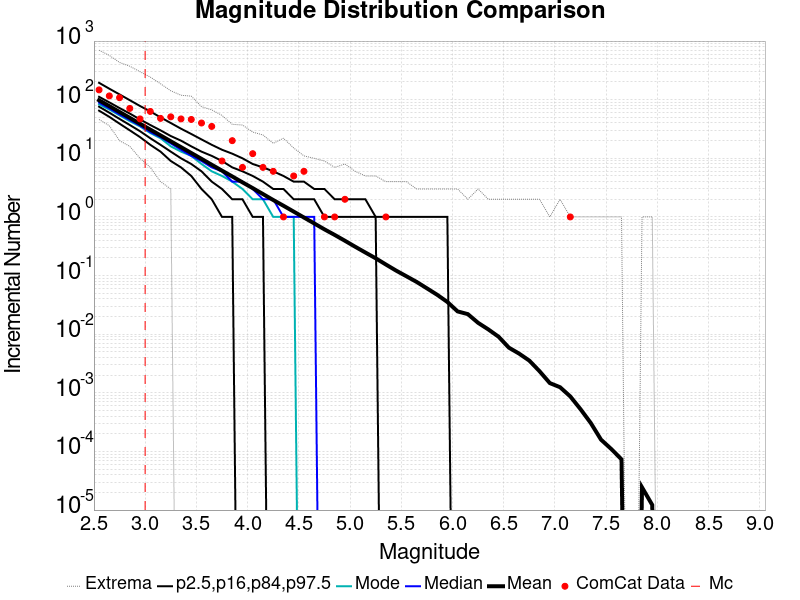 Magnitude Distribution Comparison
10^3
10^2
10^1
10^0
10^-1
10^-2
10^-3
10^-4
10^-5
Incremental Number
2.5 3.0 3.5 4.0 4.5 5.0 5.5 6.0 6.5 7.0 7.5 8.0 8.5 9.0
Magnitude
Extrema p2.5,p16,p84,p97.5 Mode Median Mean ComCat Data Mc